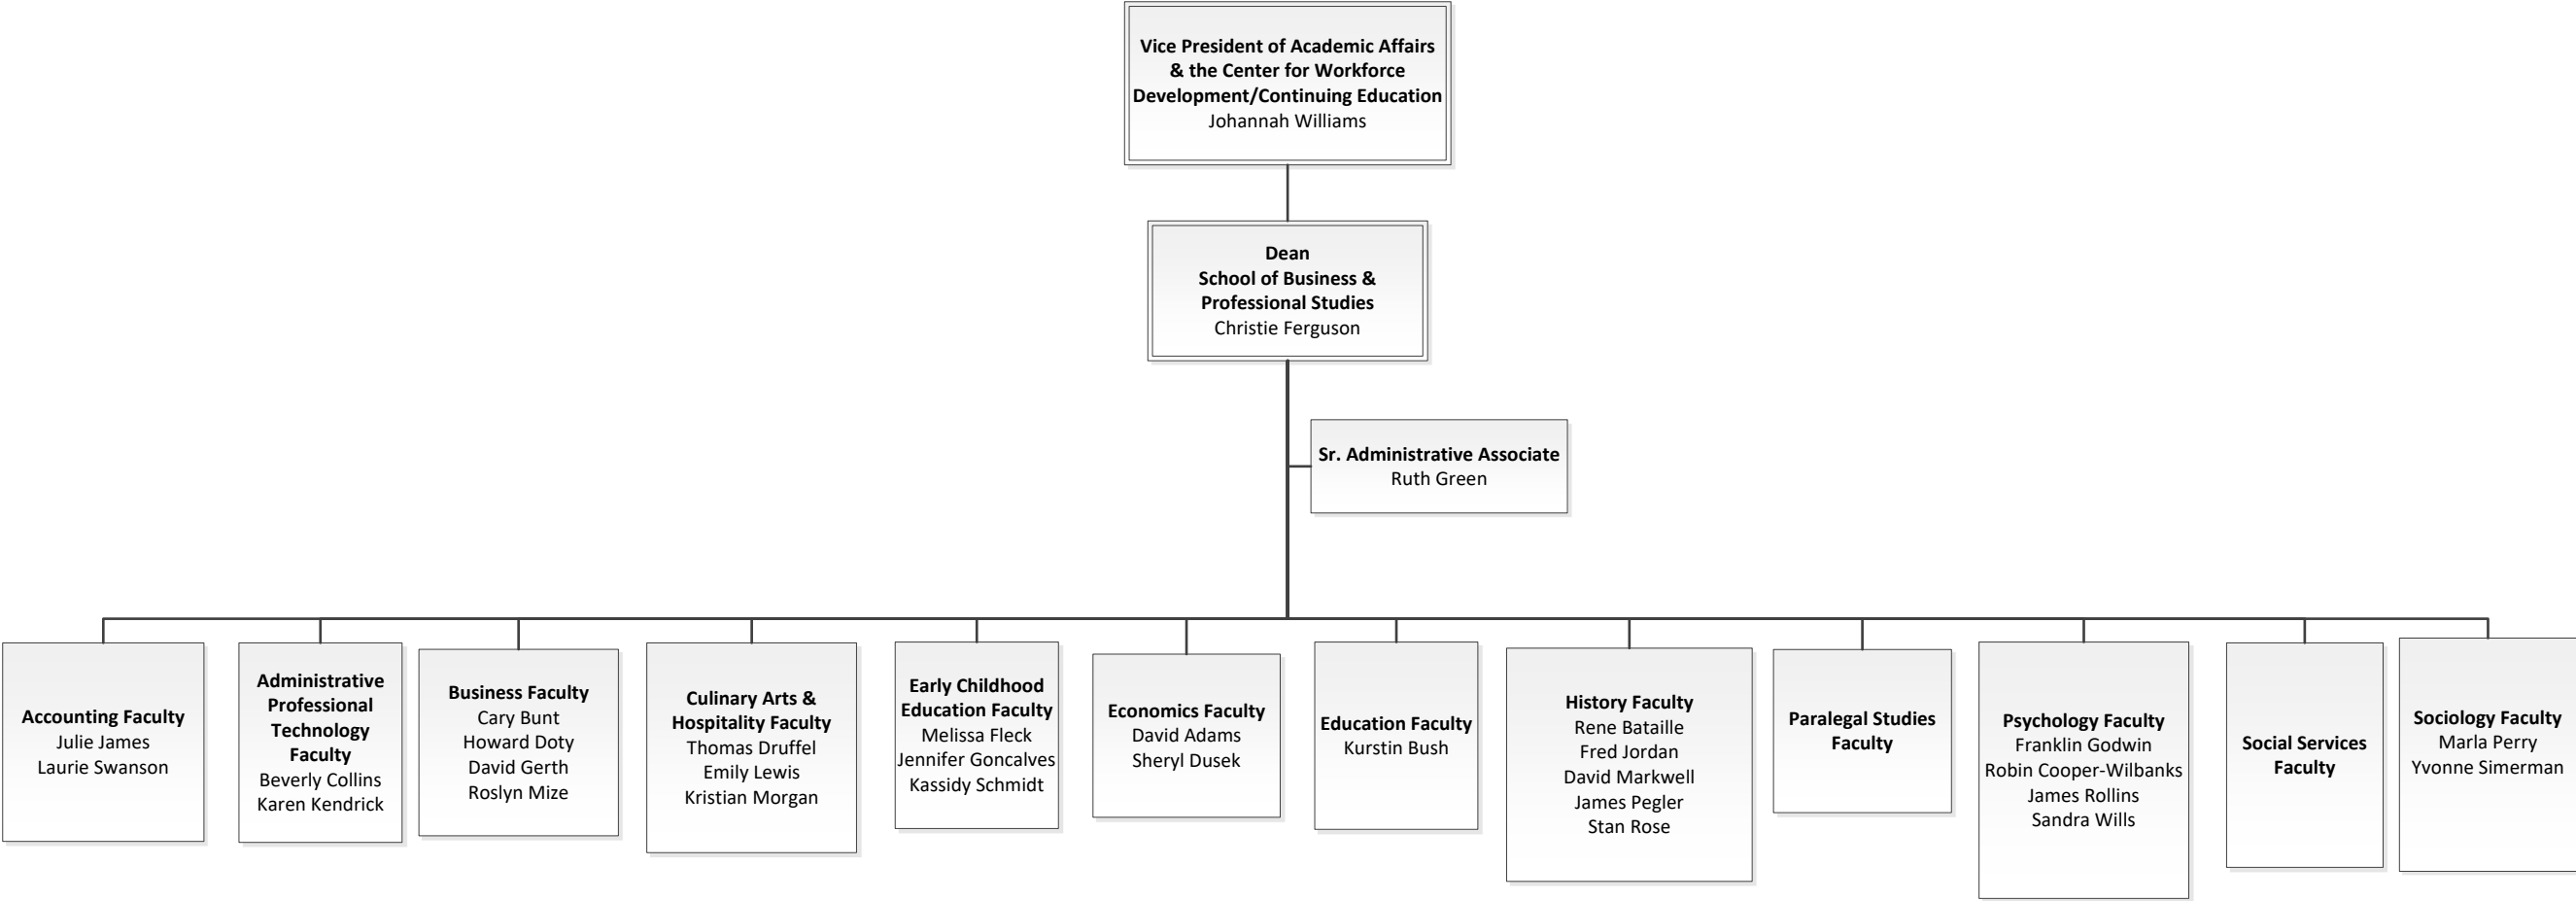 Vice President of Academic Affairs
& the Center for Workforce
Development/Continuing Education
Johannah Williams
Dean
School of Business &
Professional Studies
Christie Ferguson
Sr. Administrative Associate
Ruth Green
Accounting Faculty
Julie James
Laurie Swanson
Administrative
Professional
Technology
Faculty
Beverly Collins
Karen Kendrick
Business Faculty
Cary Bunt
Howard Doty
David Gerth
Roslyn Mize
Culinary Arts &
Hospitality Faculty
Thomas Druffel
Emily Lewis
Kristian Morgan
Early Childhood
Education Faculty
Melissa Fleck
Jennifer Goncalves
Kassidy Schmidt
Economics Faculty
David Adams
Sheryl Dusek
Education Faculty
Kurstin Bush
History Faculty
Rene Bataille
Fred Jordan
David Markwell
James Pegler
Stan Rose
Paralegal Studies
Faculty
Psychology Faculty
Franklin Godwin
Robin Cooper-Wilbanks
James Rollins
Sandra Wills
Social Services
Faculty
Sociology Faculty
Marla Perry
Yvonne Simerman